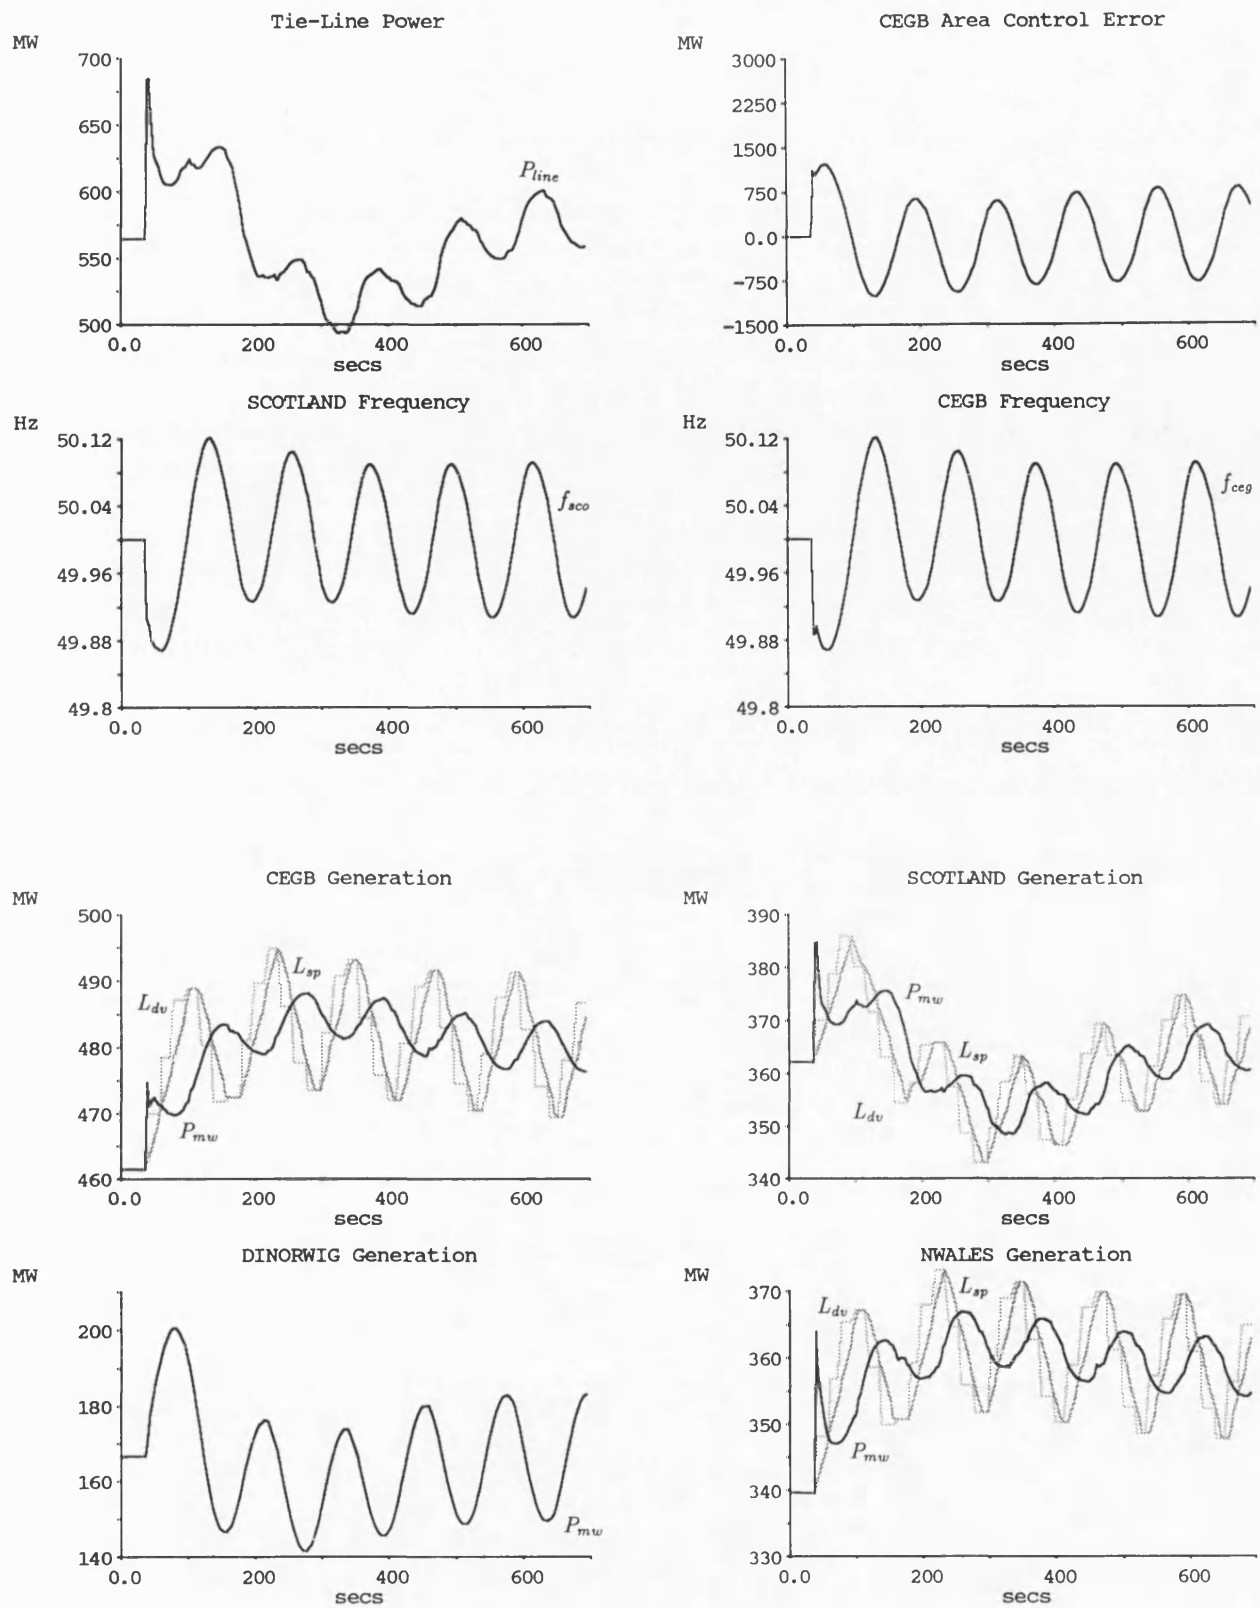 Tie-Line Power
MW
700
650
600
550
500
P_line
0.0 200 400 600
secs
CEGB Area Control Error
MW
3000
2250
1500
750
0.0
-750
-1500
0.0 200 400 600
secs
SCOTLAND Frequency
Hz
50.12
50.04
49.96
49.88
49.8
f_sco
0.0 200 400 600
secs
CEGB Frequency
Hz
50.12
50.04
49.96
49.88
49.8
f_ceg
0.0 200 400 600
secs
CEGB Generation
MW
500
490
480
470
460
L_sp
L_dv
P_mw
0.0 200 400 600
secs
SCOTLAND Generation
MW
390
380
370
360
350
340
P_mw
L_sp
L_dv
0.0 200 400 600
secs
DINORWIG Generation
MW
200
180
160
140
P_mw
0.0 200 400 600
secs
NWALES Generation
MW
370
360
350
340
330
L_sp
L_dv
P_mw
0.0 200 400 600
secs